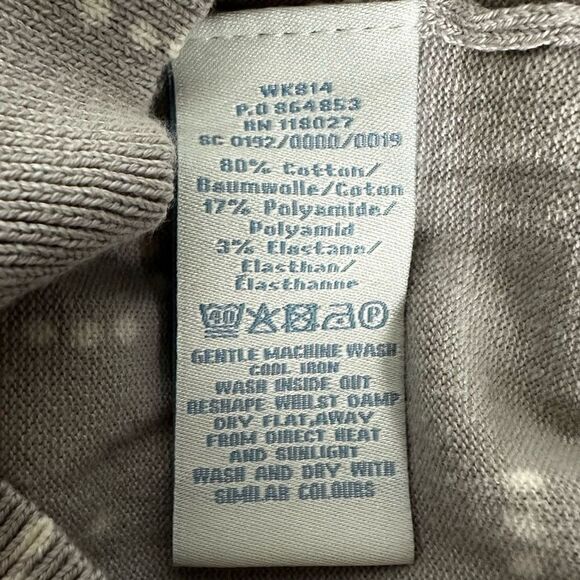 WK814
P.O 864853
RN 118027
SC 0192/0000/0019
80% Cotton/
Baumwolle/Coton
17% Polyamide/
Polyamid
3% Elastane/
Elasthan/
Élasthanne
40 P
GENTLE MACHINE WASH
COOL IRON
WASH INSIDE OUT
RESHAPE WHILST DAMP
DRY FLAT,AWAY
FROM DIRECT HEAT
AND SUNLIGHT
WASH AND DRY WITH
SIMILAR COLOURS